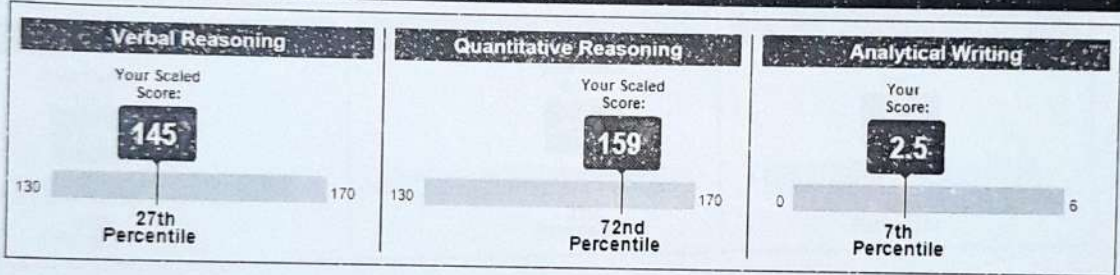 Verbal Reasoning
Your Scaled
Score:
145
130
170
27th
Percentile
Quantitative Reasoning
Your Scaled
Score:
159
130
170
72nd
Percentile
Analytical Writing
Your
Score:
2.5
0
6
7th
Percentile